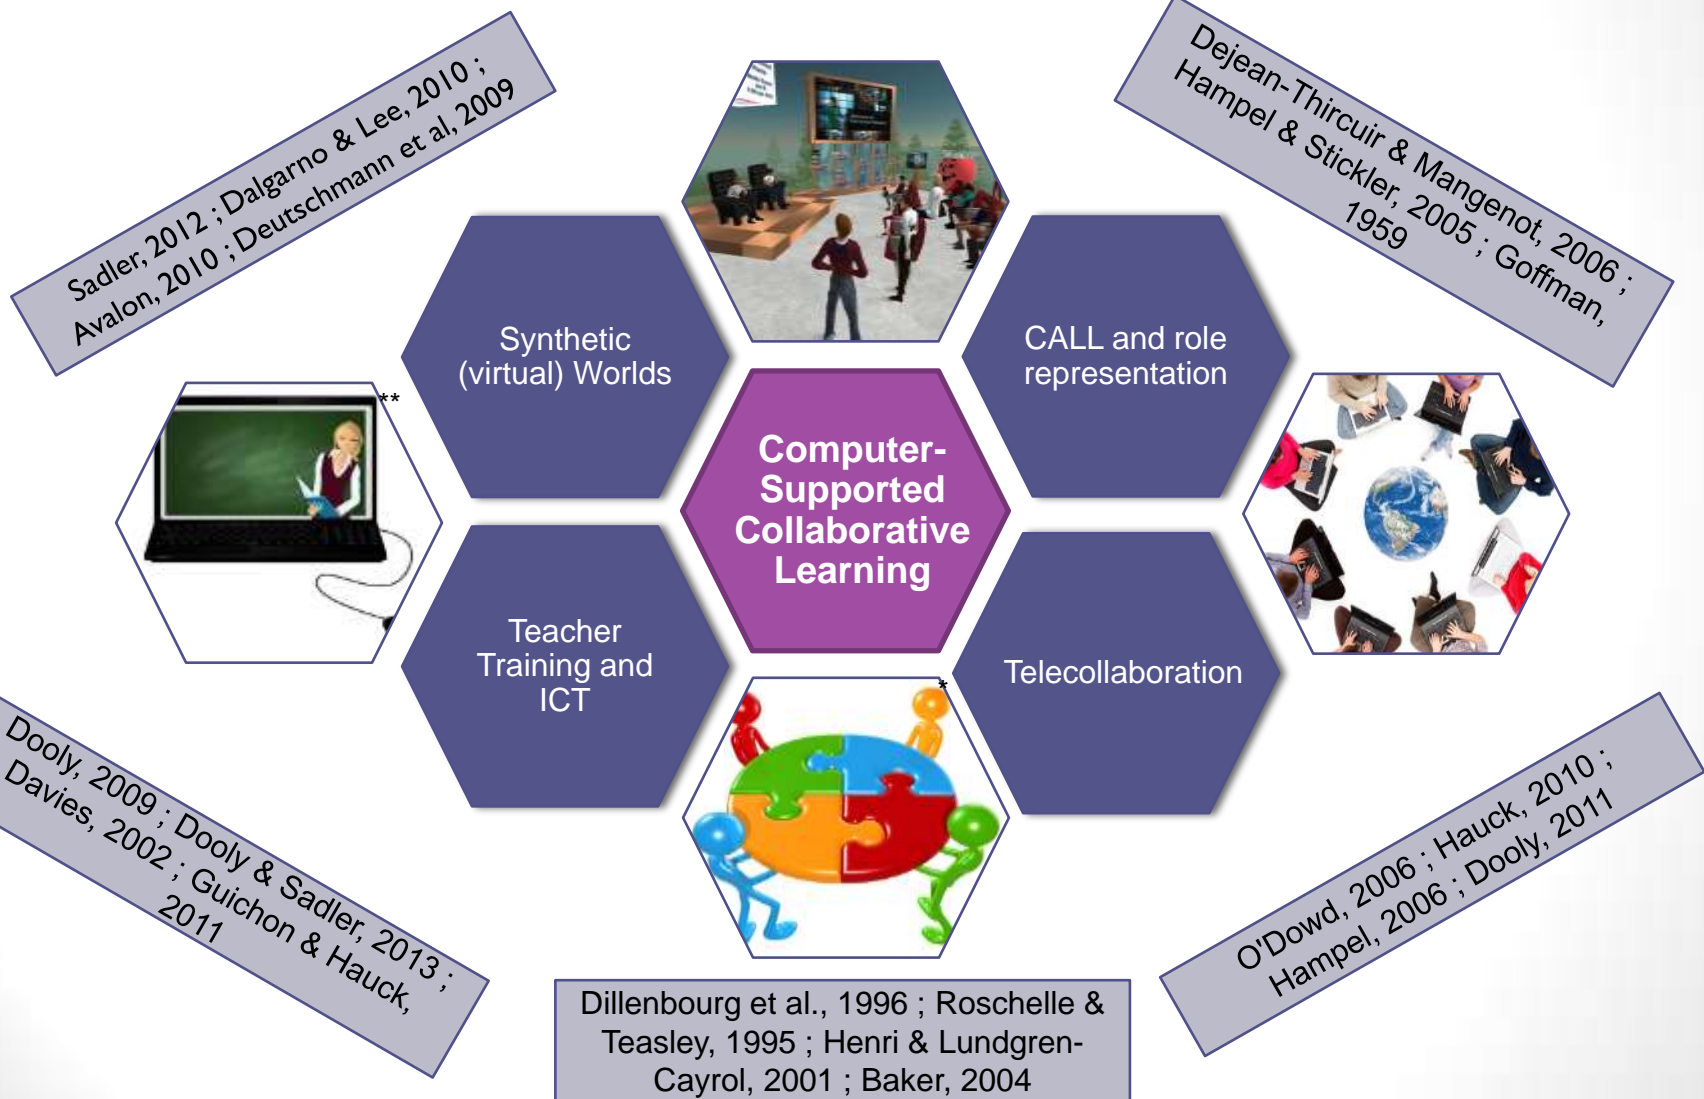 Sadler, 2012 ; Dalgarno & Lee, 2010 ;
Avalon, 2010 ; Deutschmann et al, 2009
Dejean-Thircuir & Mangenot, 2006 ;
Hampel & Stickler, 2005 ; Goffman,
1959
Synthetic
(virtual) Worlds
CALL and role
representation
**
Computer-
Supported
Collaborative
Learning
Teacher
Training and
ICT
Telecollaboration
*
Dooly, 2009 ; Dooly & Sadler, 2013 ;
Davies, 2002 ; Guichon & Hauck,
2011
O'Dowd, 2006 ; Hauck, 2010 ;
Hampel, 2006 ; Dooly, 2011
Dillenbourg et al., 1996 ; Roschelle &
Teasley, 1995 ; Henri & Lundgren-
Cayrol, 2001 ; Baker, 2004